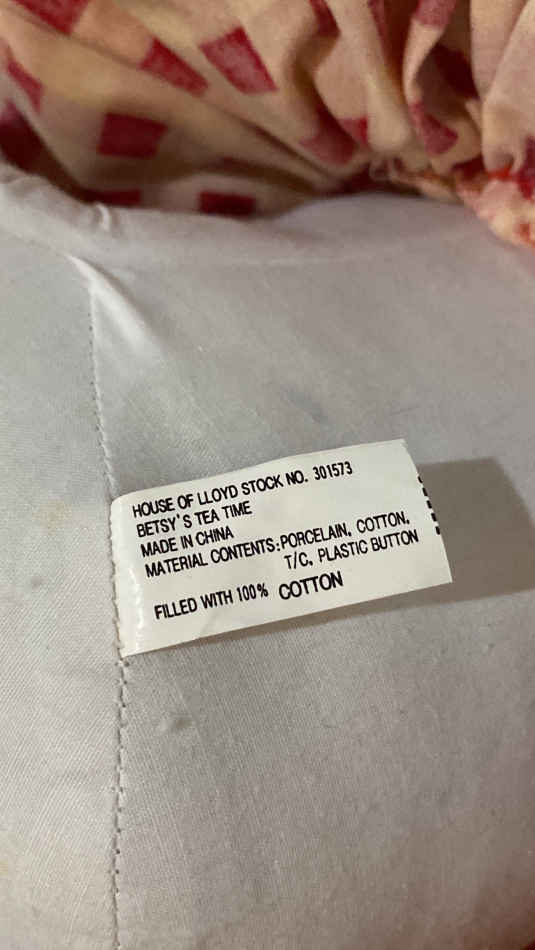 HOUSE OF LLOYD STOCK NO. 301573
BETSY'S TEA TIME
MADE IN CHINA
MATERIAL CONTENTS:PORCELAIN, COTTON,
T/C, PLASTIC BUTTON
FILLED WITH 100% COTTON